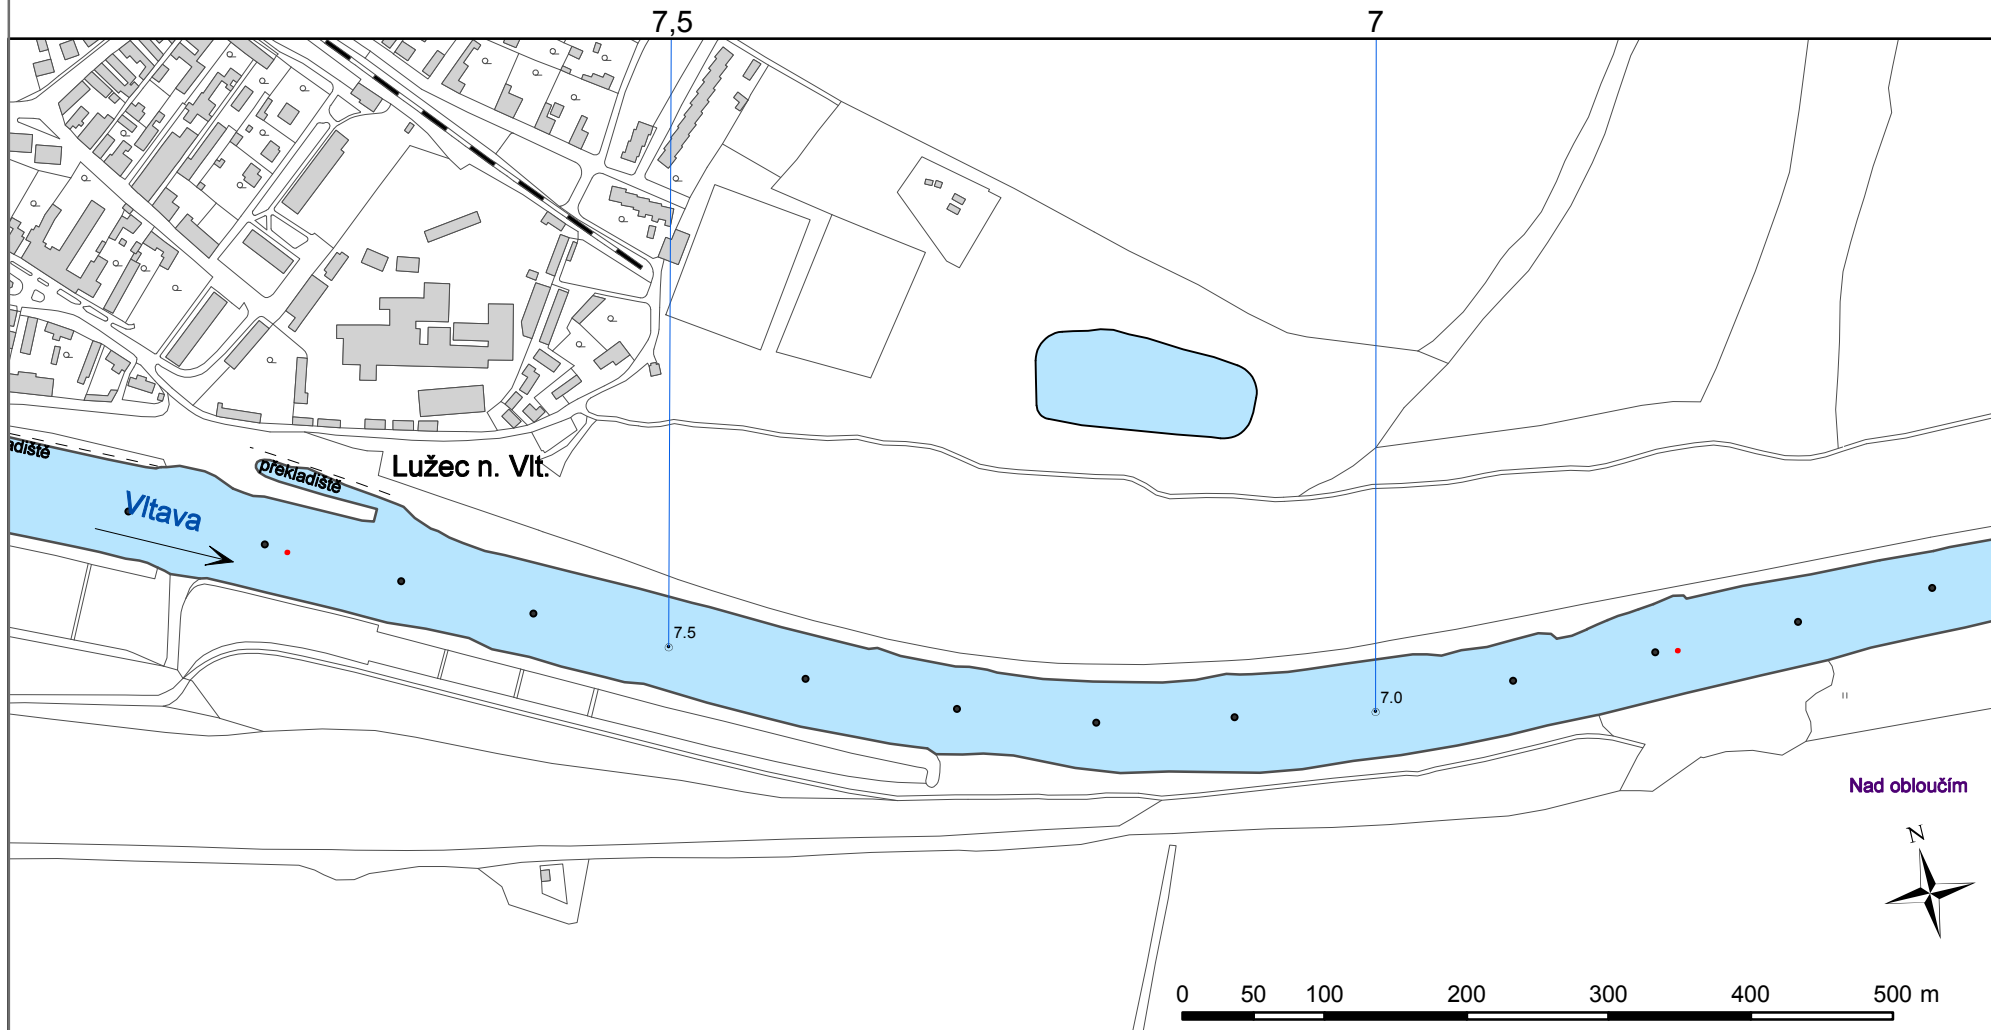 7,5
7
adiště
překladiště
Lužec n. Vlt.
Vltava
7.5
7.0
Nad obloučím
N
0 50 100 200 300 400 500 m